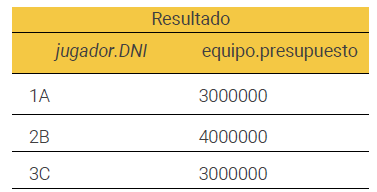 Resultado
jugador.DNI equipo.presupuesto
1A 3000000
2B 4000000
3C 3000000